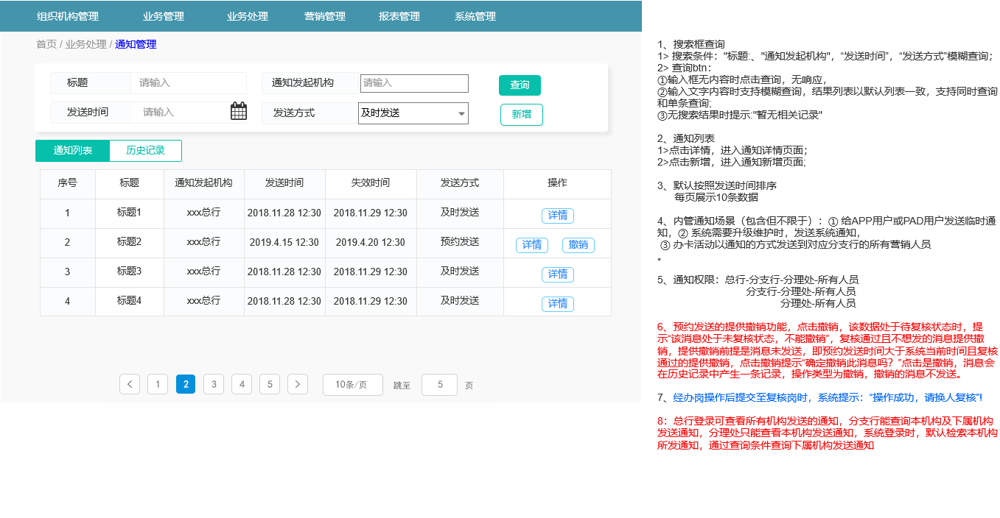 组织机构管理 业务管理 业务处理 营销管理 报表管理 系统管理
首页 / 业务处理 / 通知管理
标题 请输入 通知发起机构 请输入 查询
发送时间 请输入 发送方式 及时发送 新增
通知列表 历史记录
序号 标题 通知发起机构 发送时间 失效时间 发送方式 操作
1 标题1 xxx总行 2018.11.28 12:30 2018.11.29 12:30 及时发送 详情
2 标题2 xxx总行 2019.4.15 12:30 2019.4.20 12:30 预约发送 详情 撤销
3 标题3 xxx总行 2018.11.28 12:30 2018.11.29 12:30 及时发送 详情
4 标题4 xxx总行 2018.11.28 12:30 2018.11.29 12:30 及时发送 详情
< 1 2 3 4 5 > 10条/页 跳至 5 页
1、搜索框查询
1> 搜索条件："标题:、"通知发起机构"，“发送时间”，“发送方式”模糊查询；
2> 查询btn：
①输入框无内容时点击查询，无响应，
②输入文字内容时支持模糊查询，结果列表以默认列表一致，支持同时查询
和单条查询;
③无搜索结果时提示:"暂无相关记录"
2、通知列表
1>点击详情，进入通知详情页面；
2>点击新增，进入通知新增页面;
3、默认按照发送时间排序
每页展示10条数据
4、内管通知场景（包含但不限于）：① 给APP用户或PAD用户发送临时通
知，② 系统需要升级维护时，发送系统通知，
③ 办卡活动以通知的方式发送到对应分支行的所有营销人员
。
5、通知权限：总行-分支行-分理处-所有人员
分支行-分理处-所有人员
分理处-所有人员
6、预约发送的提供撤销功能，点击撤销，该数据处于待复核状态时，提
示“该消息处于未复核状态，不能撤销”，复核通过且不想发的消息提供撤
销，提供撤销前提是消息未发送，即预约发送时间大于系统当前时间且复核
通过的提供撤销，点击撤销提示“确定撤销此消息吗？”点击是撤销，消息会
在历史记录中产生一条记录，操作类型为撤销，撤销的消息不发送。
7、经办岗操作后提交至复核岗时，系统提示：“操作成功，请换人复核”!
8：总行登录可查看所有机构发送的通知，分支行能查询本机构及下属机构
发送通知，分理处只能查看本机构发送通知，系统登录时，默认检索本机构
所发通知，通过查询条件查询下属机构发送通知